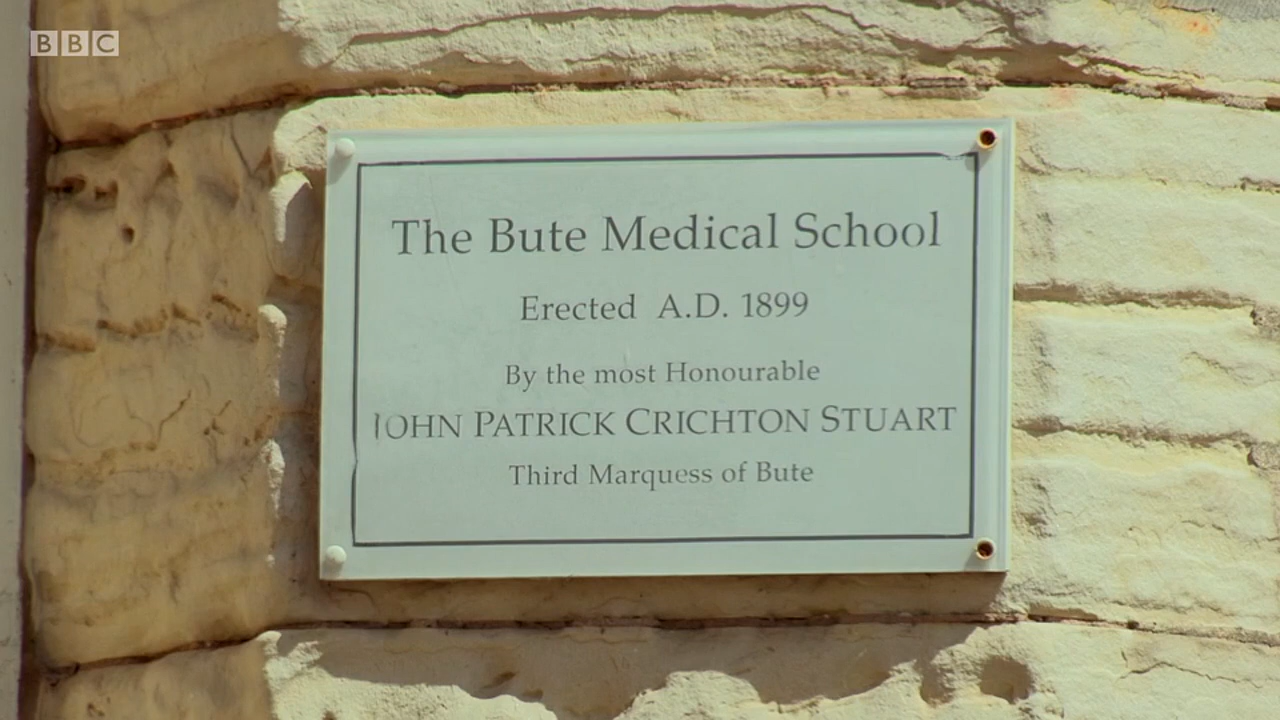 BBC
The Bute Medical School
Erected A.D. 1899
By the most Honourable
JOHN PATRICK CRICHTON STUART
Third Marquess of Bute